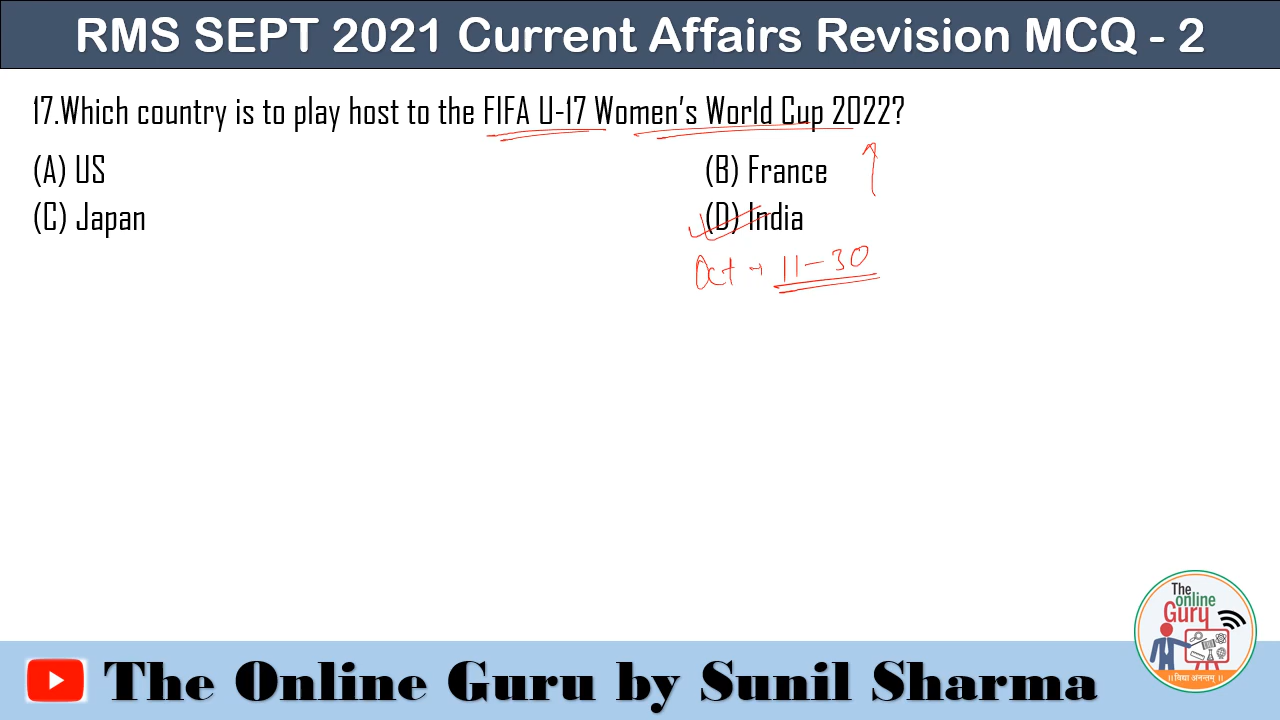 RMS SEPT 2021 Current Affairs Revision MCQ - 2
17.Which country is to play host to the FIFA U-17 Women's World Cup 2022?
(A) US
(B) France
(C) Japan
(D) India
Oct → 11-30
The
online
Guru
।। विद्या अनन्तम् ।।
The Online Guru by Sunil Sharma